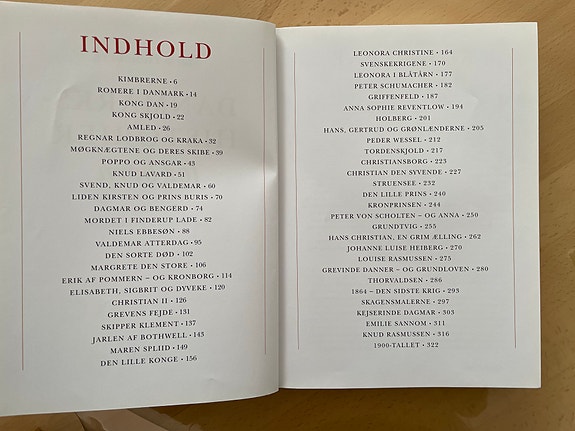 INDHOLD
KIMBRERNE • 6
ROMERE I DANMARK • 14
KONG DAN • 19
KONG SKJOLD • 22
AMLED • 26
REGNAR LODBROG OG KRAKA • 32
MØGKNÆGTENE OG DERES SKIBE • 39
POPPO OG ANSGAR • 43
KNUD LAVARD • 51
SVEND, KNUD OG VALDEMAR • 60
LIDEN KIRSTEN OG PRINS BURIS • 70
DAGMAR OG BENGERD • 74
MORDET I FINDERUP LADE • 82
NIELS EBBESØN • 88
VALDEMAR ATTERDAG • 95
DEN SORTE DØD • 102
MARGRETE DEN STORE • 106
ERIK AF POMMERN – OG KRONBORG • 114
ELISABETH, SIGBRIT OG DYVEKE • 120
CHRISTIAN II • 126
GREVENS FEJDE • 131
SKIPPER KLEMENT • 137
JARLEN AF BOTHWELL • 143
MAREN SPLIID • 149
DEN LILLE KONGE • 156
LEONORA CHRISTINE • 164
SVENSKEKRIGENE • 170
LEONORA I BLÅTÅRN • 177
PETER SCHUMACHER • 182
GRIFFENFELD • 187
ANNA SOPHIE REVENTLOW • 194
HOLBERG • 201
HANS, GERTRUD OG GRØNLÆNDERNE • 205
PEDER WESSEL • 212
TORDENSKJOLD • 217
CHRISTIANSBORG • 223
CHRISTIAN DEN SYVENDE • 227
STRUENSEE • 232
DEN LILLE PRINS • 240
KRONPRINSEN • 244
PETER VON SCHOLTEN – OG ANNA • 250
GRUNDTVIG • 255
HANS CHRISTIAN, EN GRIM ÆLLING • 262
JOHANNE LUISE HEIBERG • 270
LOUISE RASMUSSEN • 275
GREVINDE DANNER – OG GRUNDLOVEN • 280
THORVALDSEN • 286
1864 – DEN SIDSTE KRIG • 293
SKAGENSMALERNE • 297
KEJSERINDE DAGMAR • 303
EMILIE SANNOM • 311
KNUD RASMUSSEN • 316
1900-TALLET • 322